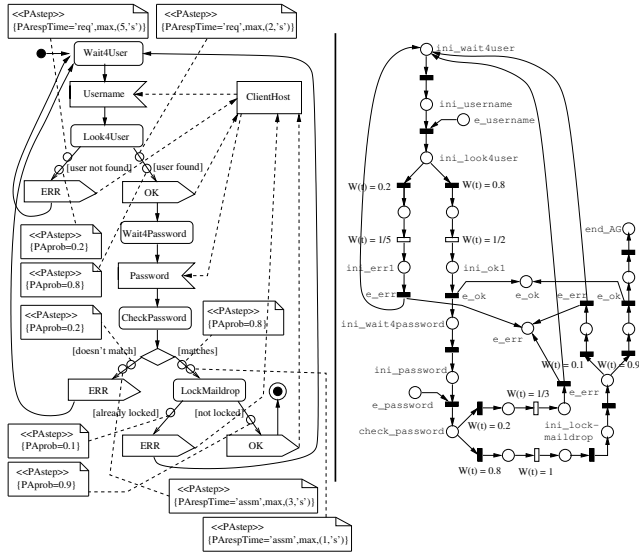 <<PAstep>>
{PArespTime='req',max,(5,'s')}
<<PAstep>>
{PArespTime='req',max,(2,'s')}
Wait4User
Username
ClientHost
Look4User
[user not found]
[user found]
ERR
OK
<<PAstep>>
{PAprob=0.2}
Wait4Password
<<PAstep>>
{PAprob=0.8}
Password
<<PAstep>>
{PAprob=0.2}
CheckPassword
<<PAstep>>
{PAprob=0.8}
[doesn't match]
[matches]
ERR
LockMaildrop
[already locked]
[not locked]
<<PAstep>>
{PAprob=0.1}
ERR
OK
<<PAstep>>
{PAprob=0.9}
<<PAstep>>
{PArespTime='assm',max,(3,'s')}
<<PAstep>>
{PArespTime='assm',max,(1,'s')}
ini_wait4user
ini_username
e_username
ini_look4user
W(t) = 0.2
W(t) = 0.8
W(t) = 1/5
W(t) = 1/2
end_AG
ini_err1
ini_ok1
e_err
e_ok
e_ok
e_err
e_ok
ini_wait4password
e_err
W(t) = 0.1
W(t) = 0.9
ini_password
e_password
W(t) = 1/3
e_err
W(t) = 0.2
check_password
ini_lock-
maildrop
W(t) = 0.8
W(t) = 1